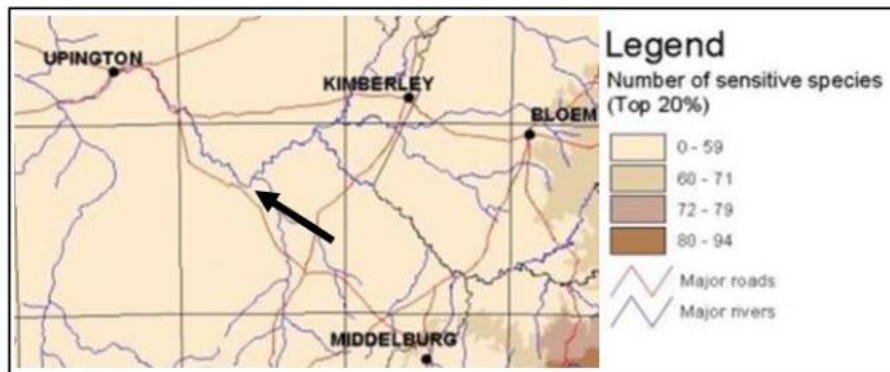 UPINGTON
KIMBERLEY
BLOEM
MIDDELBURG
Legend
Number of sensitive species
(Top 20%)
0 - 59
60 - 71
72 - 79
80 - 94
Major roads
Major rivers